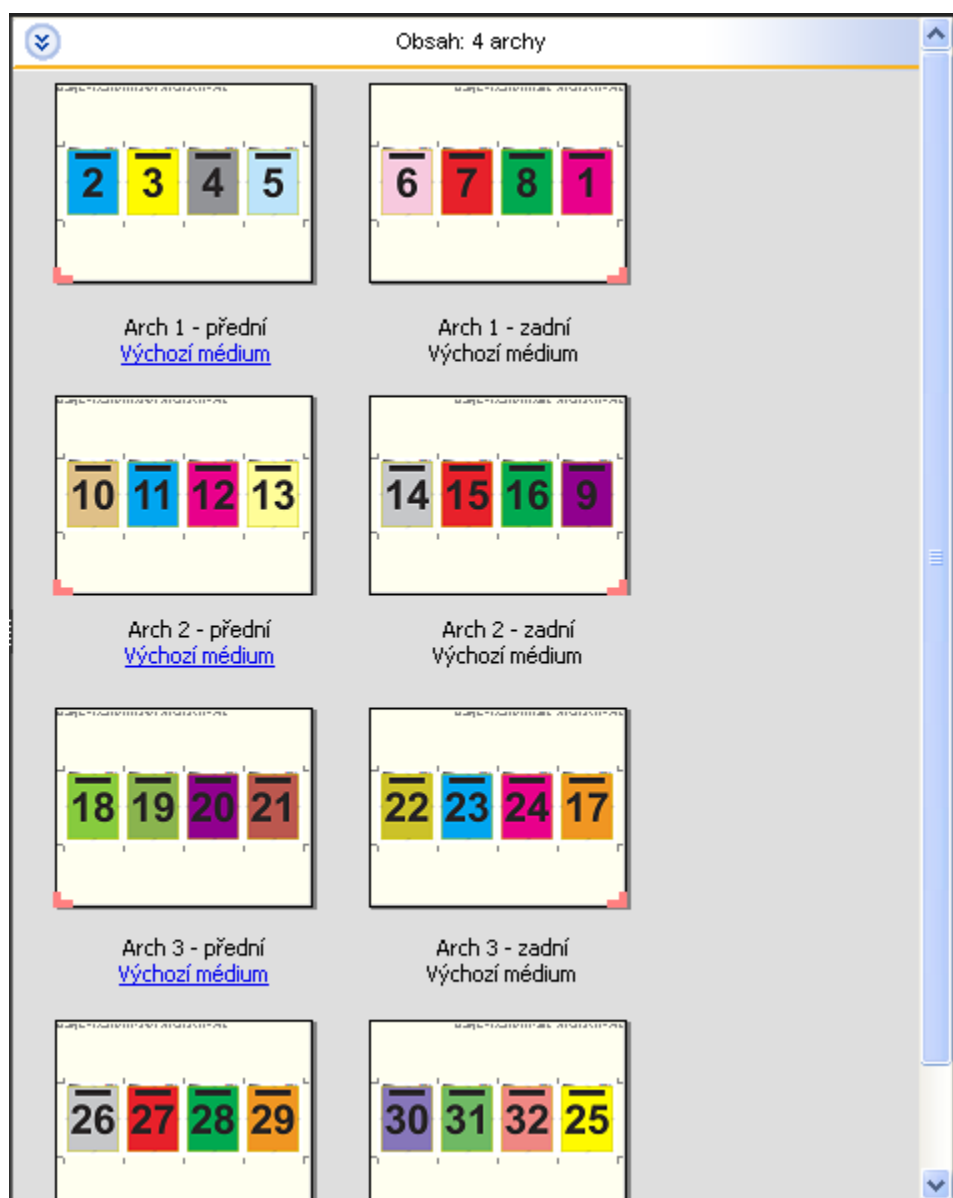 Obsah: 4 archy
2 3 4 5
6 7 8 1
Arch 1 - přední
Výchozí médium
Arch 1 - zadní
Výchozí médium
10 11 12 13
14 15 16 9
Arch 2 - přední
Výchozí médium
Arch 2 - zadní
Výchozí médium
18 19 20 21
22 23 24 17
Arch 3 - přední
Výchozí médium
Arch 3 - zadní
Výchozí médium
26 27 28 29
30 31 32 25